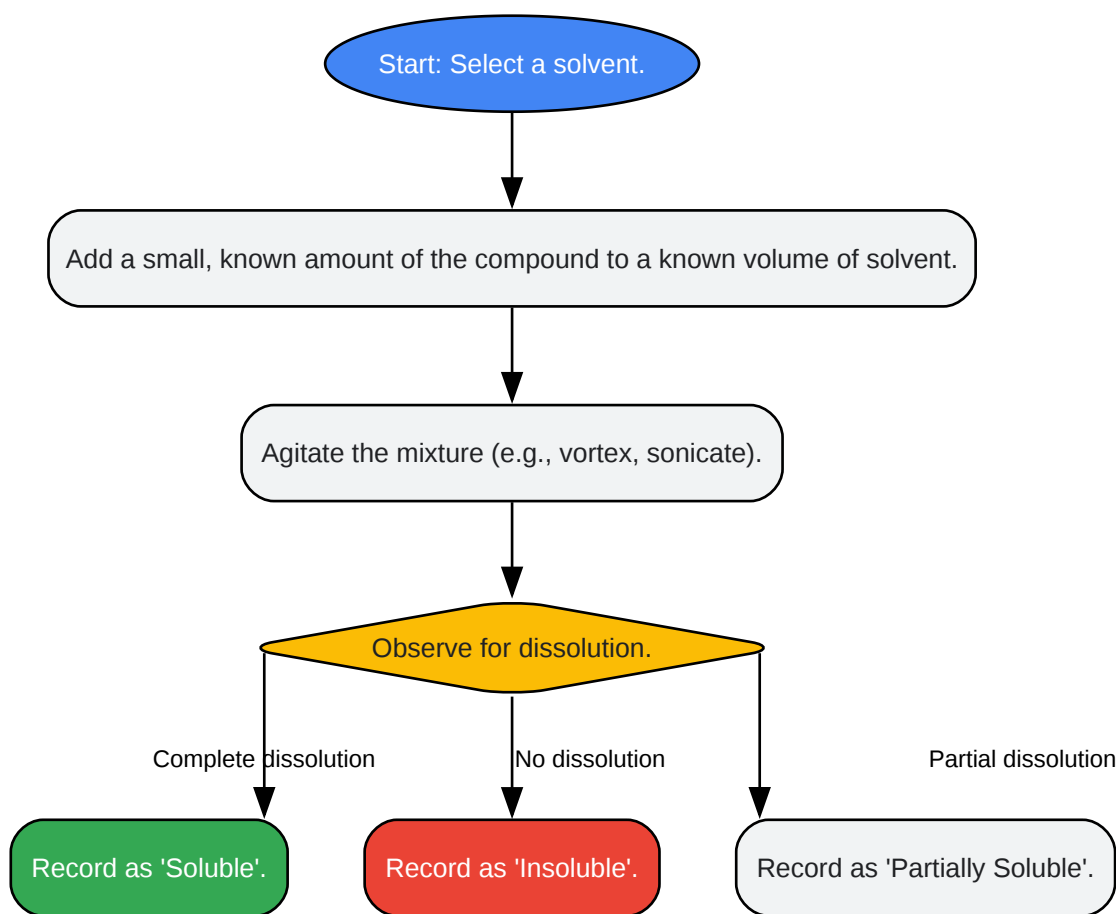 Start: Select a solvent.
Add a small, known amount of the compound to a known volume of solvent.
Agitate the mixture (e.g., vortex, sonicate).
Observe for dissolution.
Complete dissolution
No dissolution
Partial dissolution
Record as 'Soluble'.
Record as 'Insoluble'.
Record as 'Partially Soluble'.